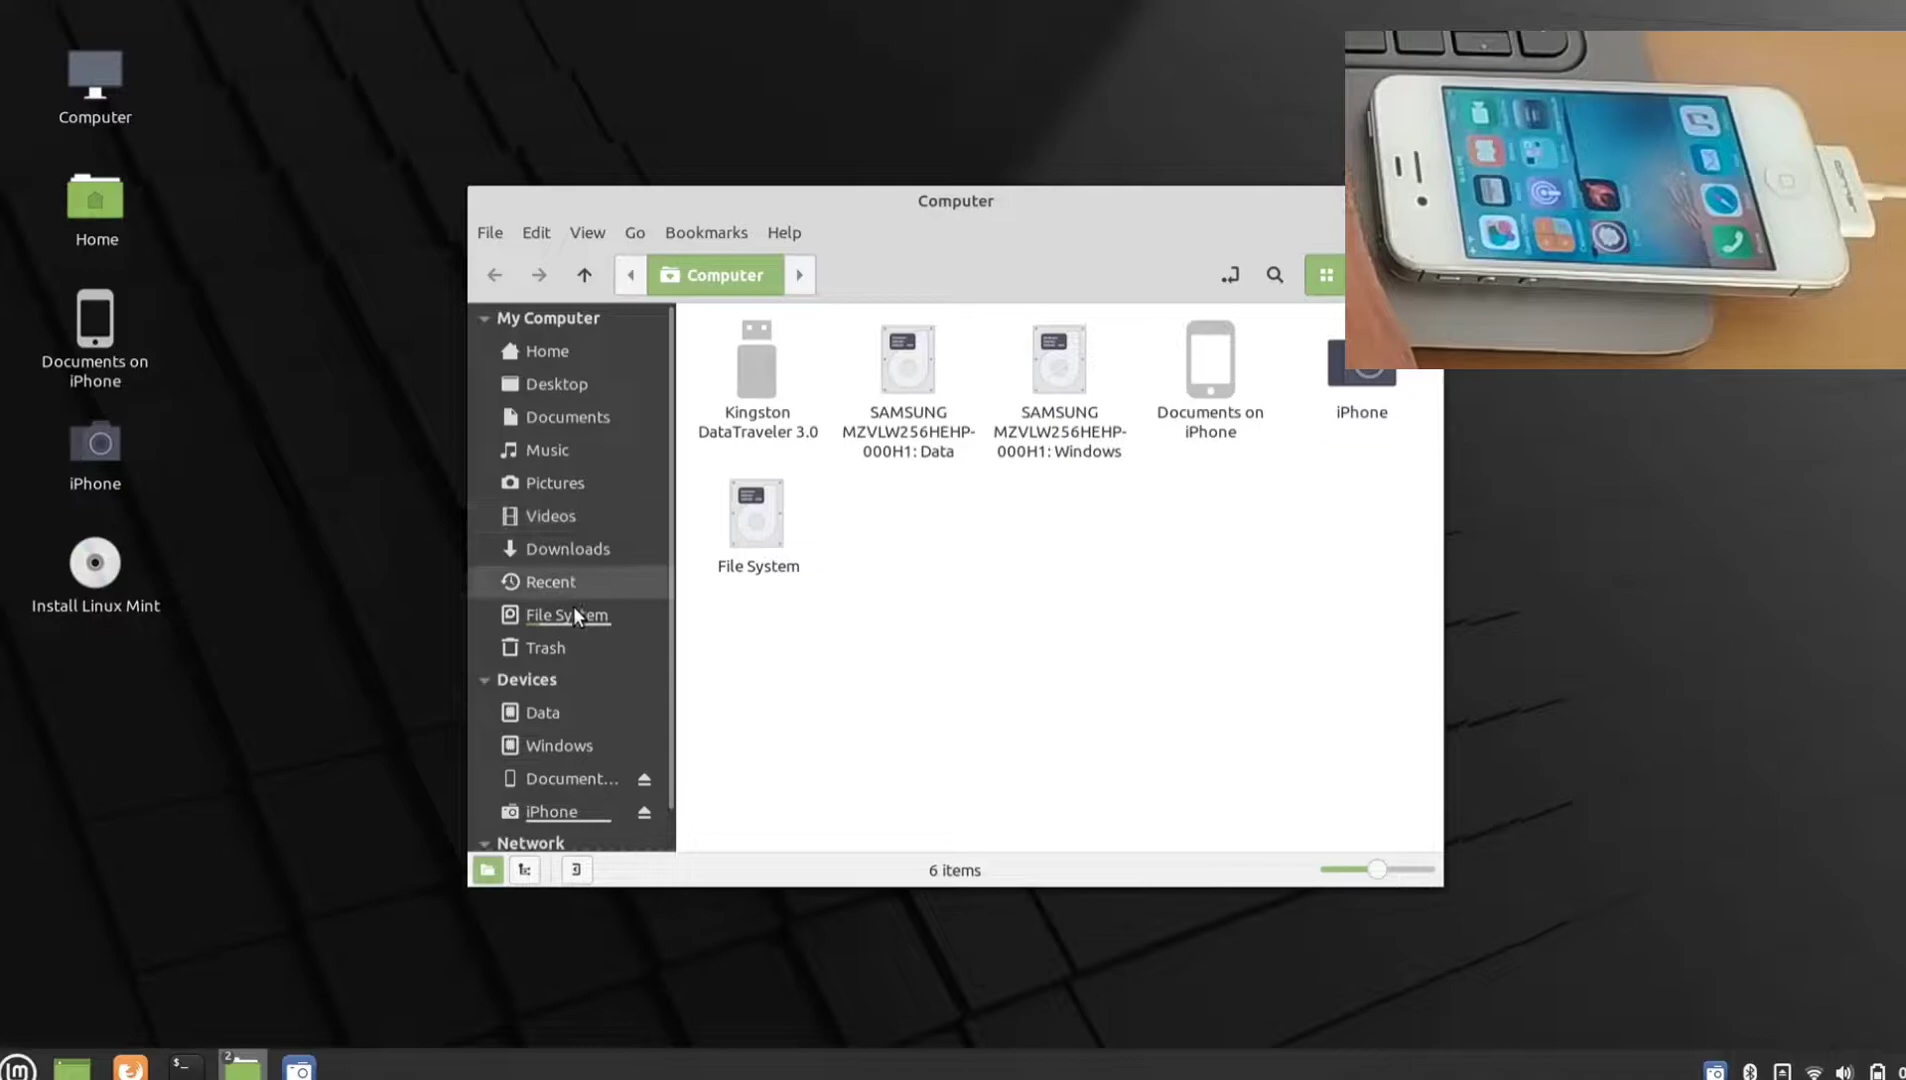 Computer
Home
Documents on
iPhone
iPhone
Install Linux Mint
Computer
File Edit View Go Bookmarks Help
Computer
My Computer
Home
Desktop
Documents
Music
Pictures
Videos
Downloads
Recent
File System
Trash
Devices
Data
Windows
Document...
iPhone
Network
Kingston
DataTraveler 3.0
SAMSUNG
MZVLW256HEHP-
000H1: Data
SAMSUNG
MZVLW256HEHP-
000H1: Windows
Documents on
iPhone
iPhone
File System
6 items
2